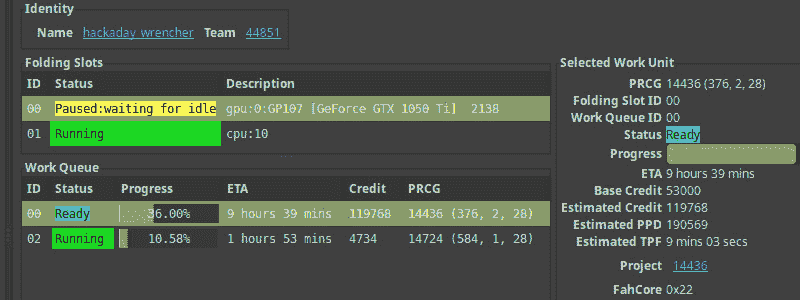 Identity
Name hackaday_wrencher Team 44851
Folding Slots
ID Status Description
00 Paused:waiting for idle gpu:0:GP107 [GeForce GTX 1050 Ti] 2138
01 Running cpu:10
Work Queue
ID Status Progress ETA Credit PRCG
00 Ready 36.00% 9 hours 39 mins 119768 14436 (376, 2, 28)
02 Running 10.58% 1 hours 53 mins 4734 14724 (584, 1, 28)
Selected Work Unit
PRCG 14436 (376, 2, 28)
Folding Slot ID 00
Work Queue ID 00
Status Ready
Progress
ETA 9 hours 39 mins
Base Credit 53000
Estimated Credit 119768
Estimated PPD 190569
Estimated TPF 9 mins 03 secs
Project 14436
FahCore 0x22